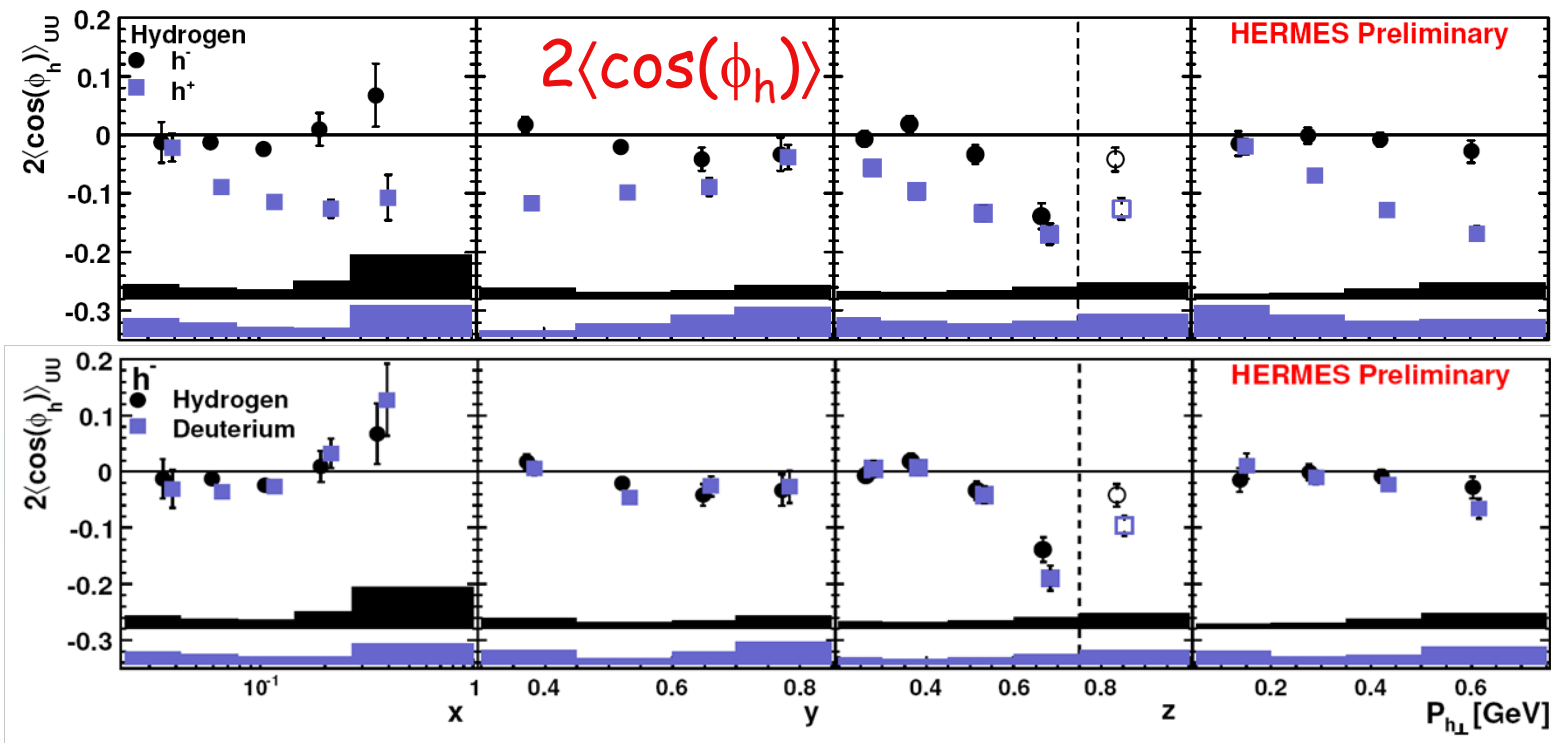 2⟨cos(ϕh)⟩UU
0.2
0.1
0
-0.1
-0.2
-0.3
Hydrogen
h-
h+
2⟨cos(ϕh)⟩
HERMES Preliminary
2⟨cos(ϕh)⟩UU
0.2
0.1
0
-0.1
-0.2
-0.3
h-
Hydrogen
Deuterium
HERMES Preliminary
10-1 1 0.4 0.6 0.8 0.4 0.6 0.8 0.2 0.4 0.6
x y z Ph⊥ [GeV]